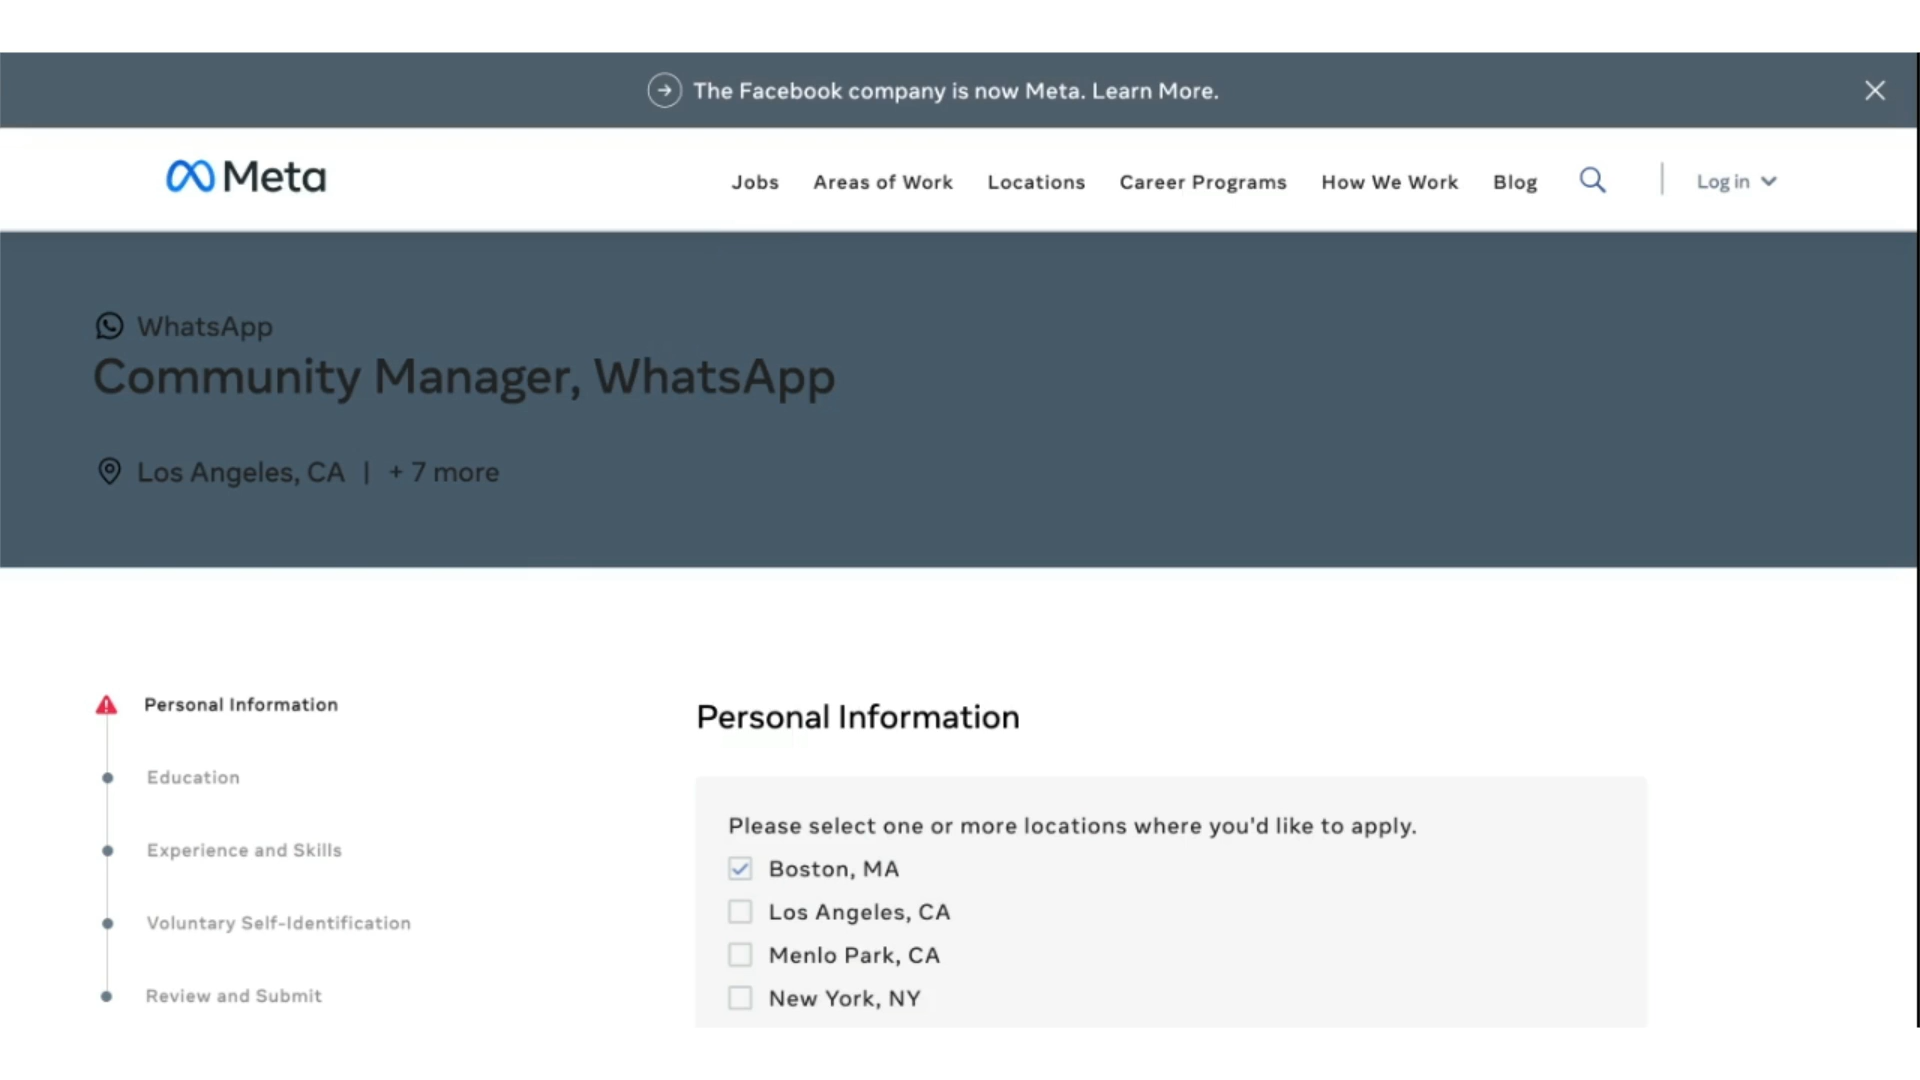 The Facebook company is now Meta. Learn More.
Meta
Jobs Areas of Work Locations Career Programs How We Work Blog Log in
WhatsApp
Community Manager, WhatsApp
Los Angeles, CA | + 7 more
Personal Information
Education
Experience and Skills
Voluntary Self-Identification
Review and Submit
Personal Information
Please select one or more locations where you'd like to apply.
Boston, MA
Los Angeles, CA
Menlo Park, CA
New York, NY